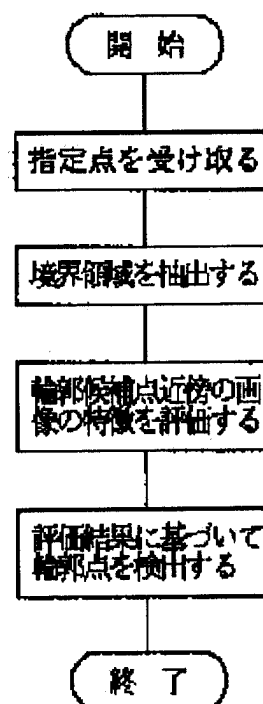 開 始
指定点を受け取る
境界領域を抽出する
輪郭候補点近傍の画
像の特徴を評価する
評価結果に基づいて
輪郭点を検出する
終 了